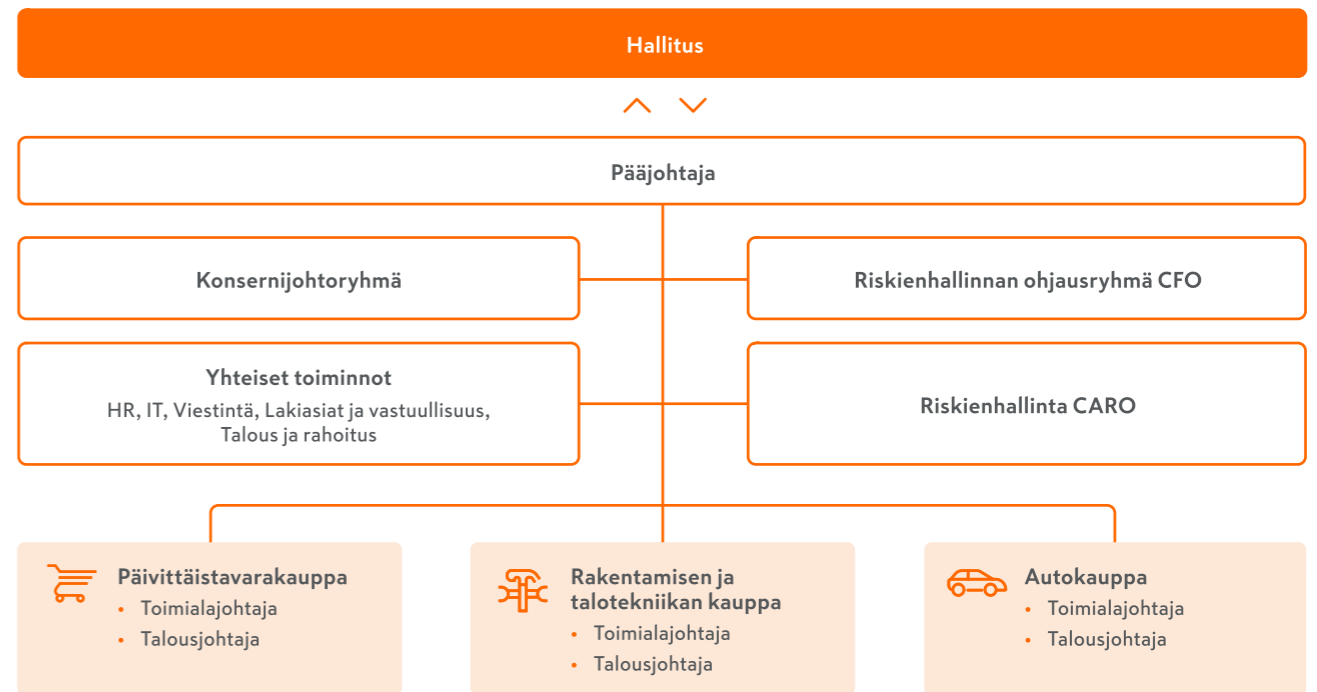 Hallitus
Pääjohtaja
Konsernijohtoryhmä
Riskienhallinnan ohjausryhmä CFO
Yhteiset toiminnot
HR, IT, Viestintä, Lakiasiat ja vastuullisuus,
Talous ja rahoitus
Riskienhallinta CARO
Päivittäistavarakauppa
• Toimialajohtaja
• Talousjohtaja
Rakentamisen ja
talotekniikan kauppa
• Toimialajohtaja
• Talousjohtaja
Autokauppa
• Toimialajohtaja
• Talousjohtaja